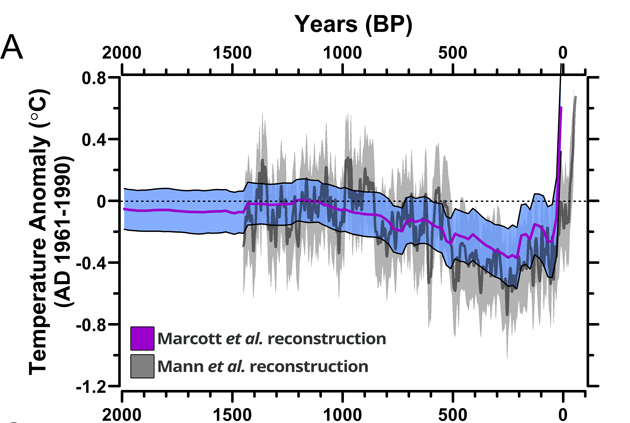 Years (BP)
A
2000 1500 1000 500 0
0.8
0.4
0
-0.4
-0.8
-1.2
Temperature Anomaly (°C)
(AD 1961-1990)
Marcott et al. reconstruction
Mann et al. reconstruction
2000 1500 1000 500 0